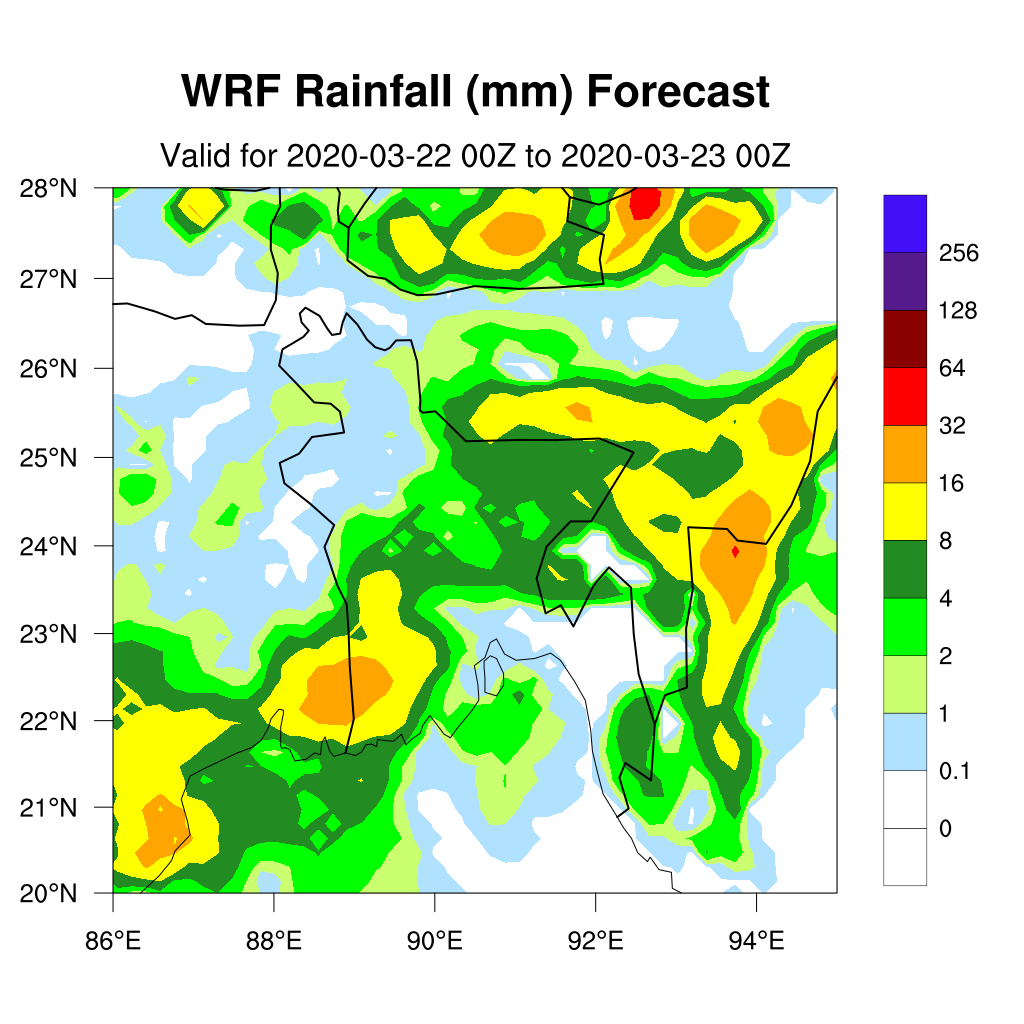 WRF Rainfall (mm) Forecast
Valid for 2020-03-22 00Z to 2020-03-23 00Z
28°N
27°N
26°N
25°N
24°N
23°N
22°N
21°N
20°N
86°E 88°E 90°E 92°E 94°E
256
128
64
32
16
8
4
2
1
0.1
0